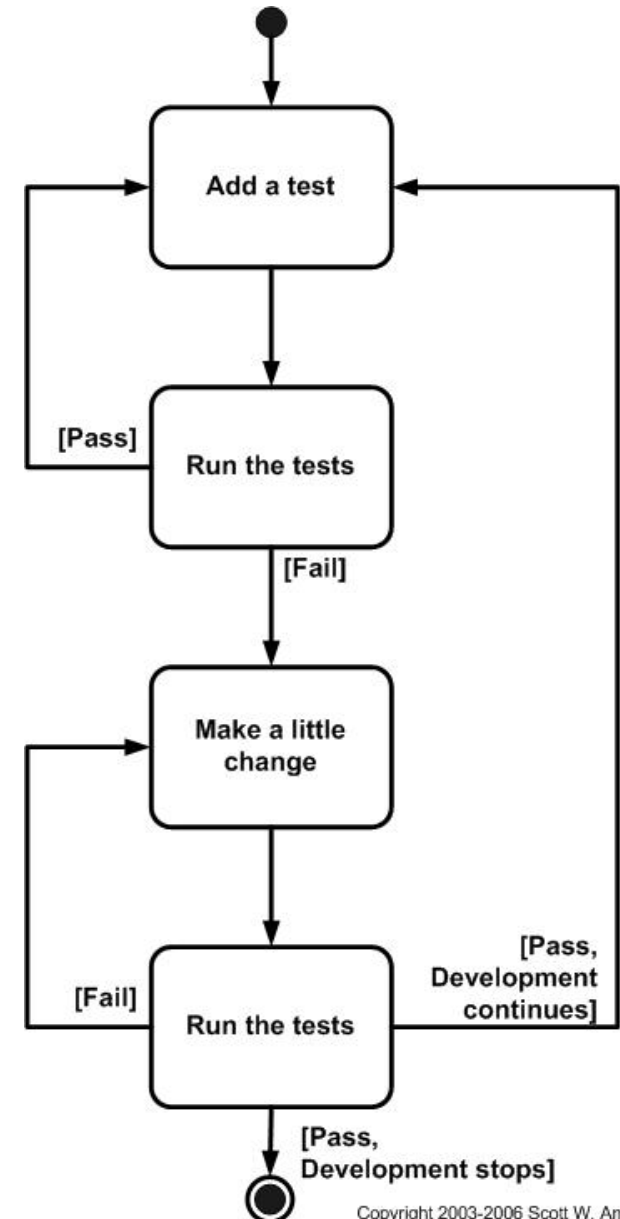 Add a test
[Pass]
Run the tests
[Fail]
Make a little
change
[Pass,
Development
continues]
[Fail]
Run the tests
[Pass,
Development stops]
Copyright 2003-2006 Scott W. Am